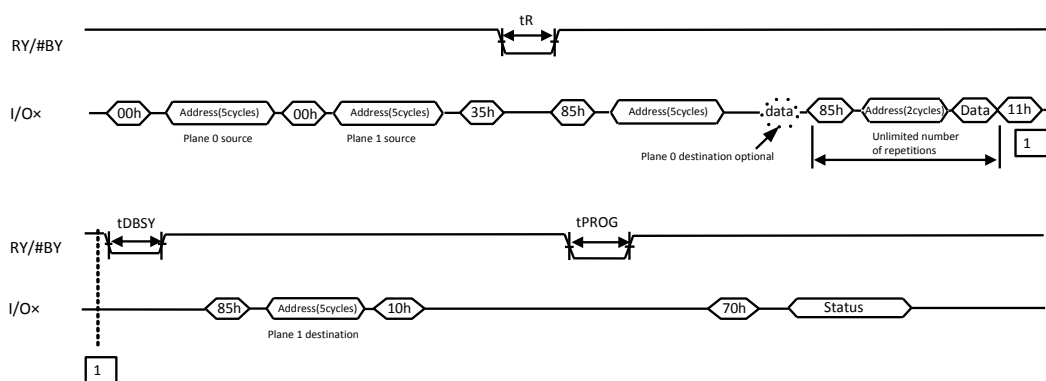 tR
RY/#BY
I/O×
00h
Address(5cycles)
00h
Address(5cycles)
35h
85h
Address(5cycles)
data
85h
Address(2cycles)
Data
11h
Plane 0 source
Plane 1 source
Plane 0 destination optional
Unlimited number
of repetitions
1
tDBSY
tPROG
RY/#BY
I/O×
85h
Address(5cycles)
10h
70h
Status
Plane 1 destination
1